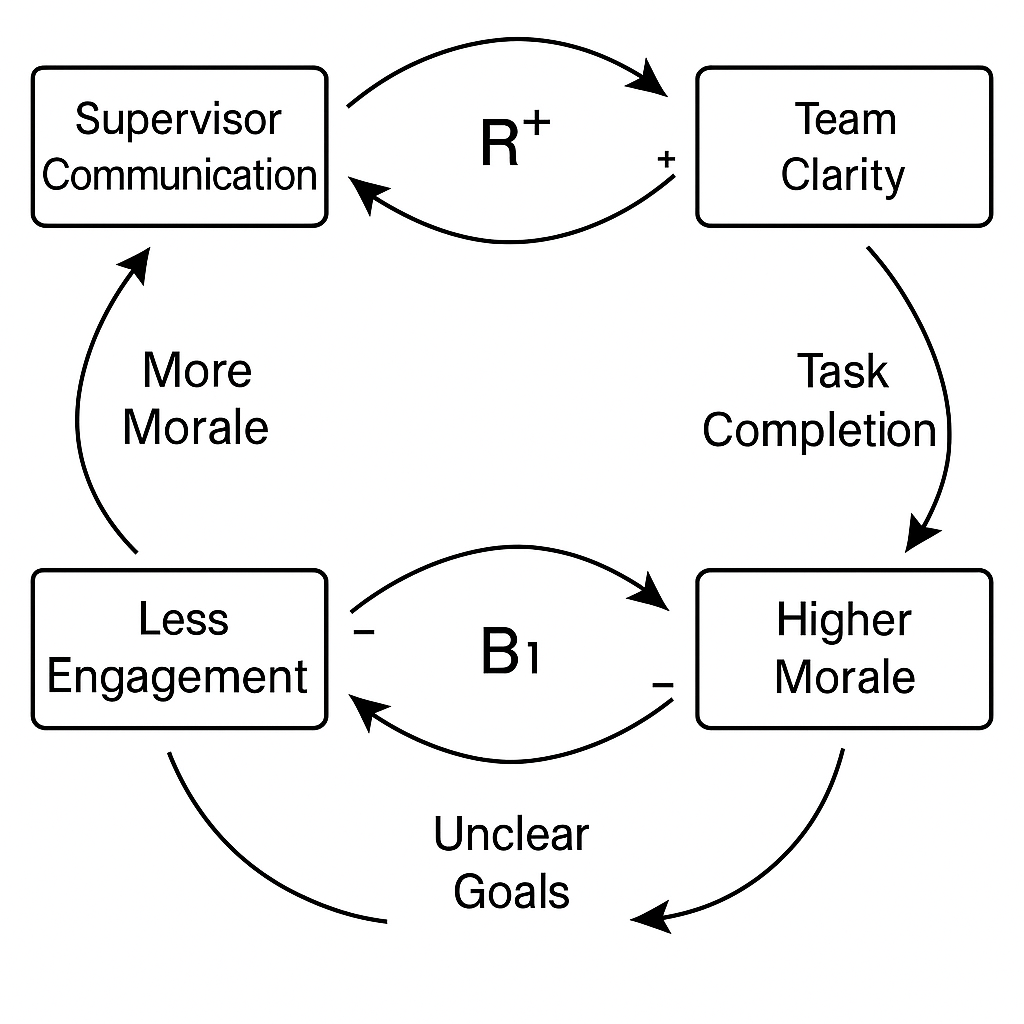 Supervisor
Communication
R+
+
Team
Clarity
More
Morale
Task
Completion
Less
Engagement
−
B1
−
Higher
Morale
Unclear
Goals